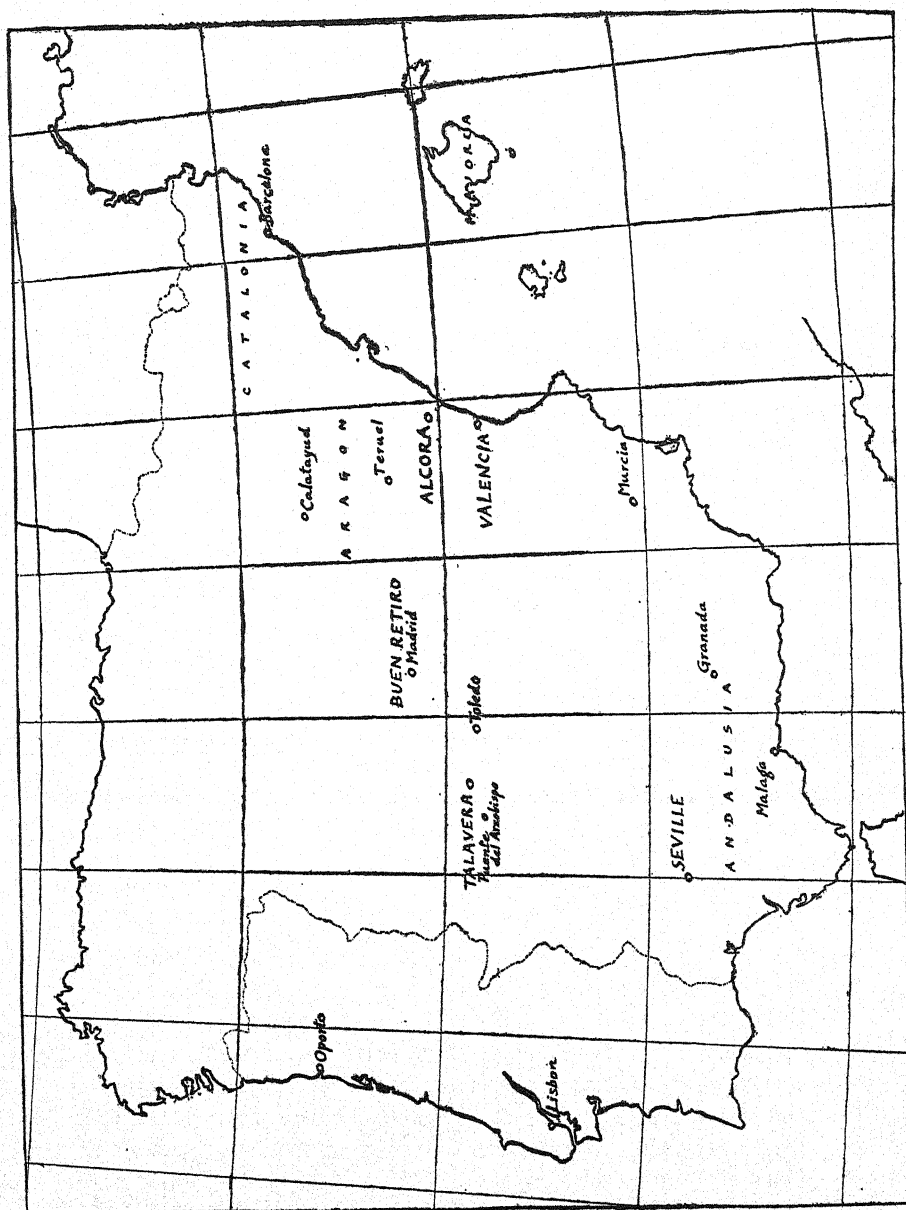 CATALONIA
Barcelona
MAYORCA
Calatayud
ARAGON
Teruel
ALCORA
VALENCIA
Murcia
BUEN RETIRO
Madrid
Toledo
TALAVERA
Puente
del Arzobispo
Granada
ANDALUSIA
SEVILLE
Malaga
Oporto
Lisbon